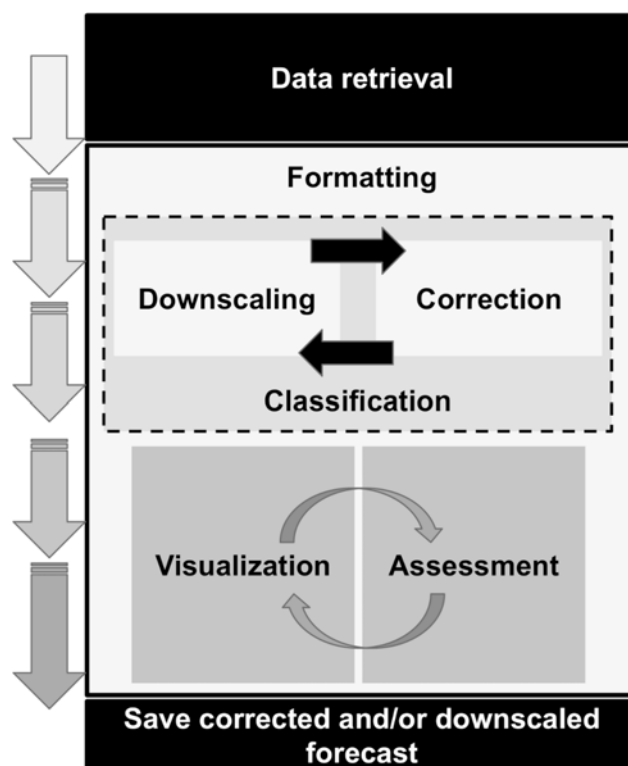 Data retrieval
Formatting
Downscaling
Correction
Classification
Visualization
Assessment
Save corrected and/or downscaled
forecast